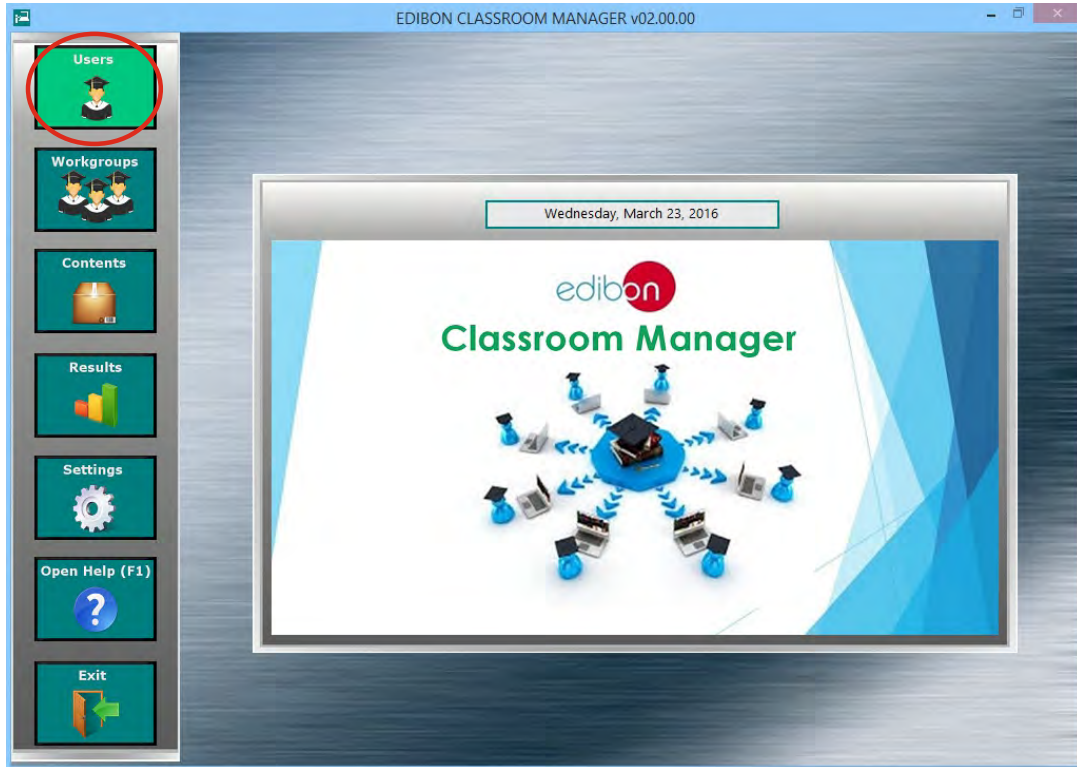 EDIBON CLASSROOM MANAGER v02.00.00
Users
Workgroups
Contents
Results
Settings
Open Help (F1)
?
Exit
Wednesday, March 23, 2016
edibon
Classroom Manager